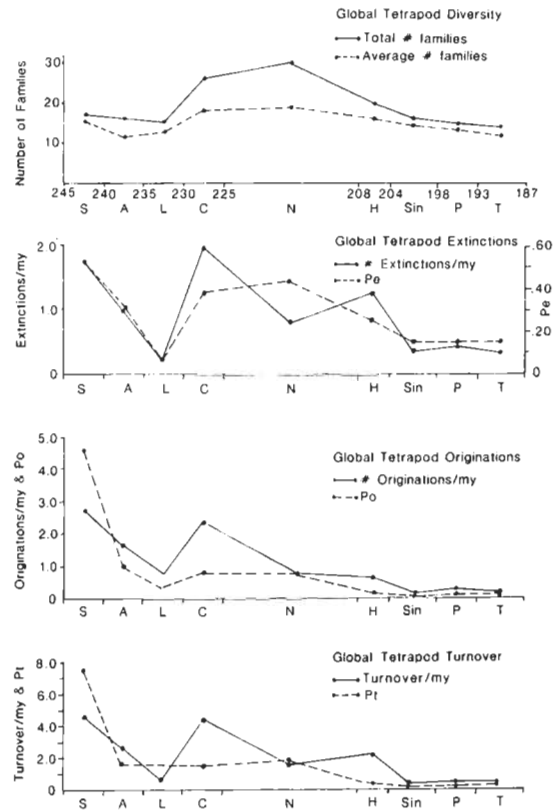 Global Tetrapod Diversity
Total # families
Average # families
Number of Families
30
20
10
245 242 235 230 225 208 204 198 193 187
S A L C N H Sin P T
Global Tetrapod Extinctions
# Extinctions/my
Pe
Extinctions/my
2.0
1.0
0
.60
.40
.20
0
Pe
S A L C N H Sin P T
Global Tetrapod Originations
# Originations/my
Po
Originations/my & Po
5.0
4.0
3.0
2.0
1.0
0
S A L C N H Sin P T
Global Tetrapod Turnover
Turnover/my
Pt
Turnover/my & Pt
8.0
6.0
4.0
2.0
0
S A L C N H Sin P T